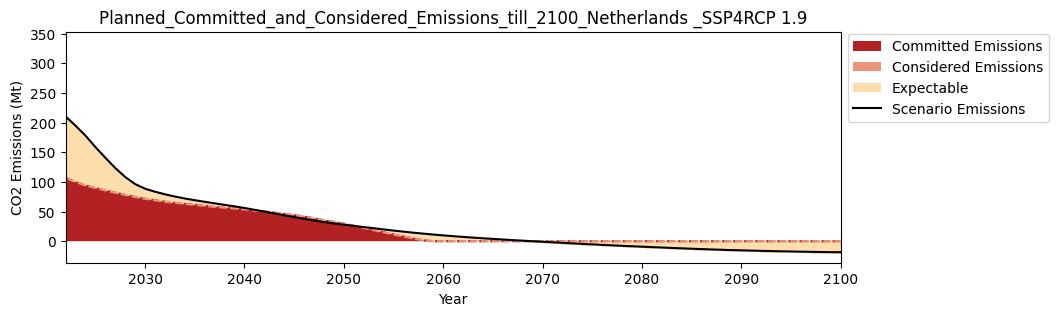 Planned_Committed_and_Considered_Emissions_till_2100_Netherlands _SSP4RCP 1.9
350
300
250
200
150
100
50
0
CO2 Emissions (Mt)
2030
2040
2050
2060
2070
2080
2090
2100
Year
Committed Emissions
Considered Emissions
Expectable
Scenario Emissions